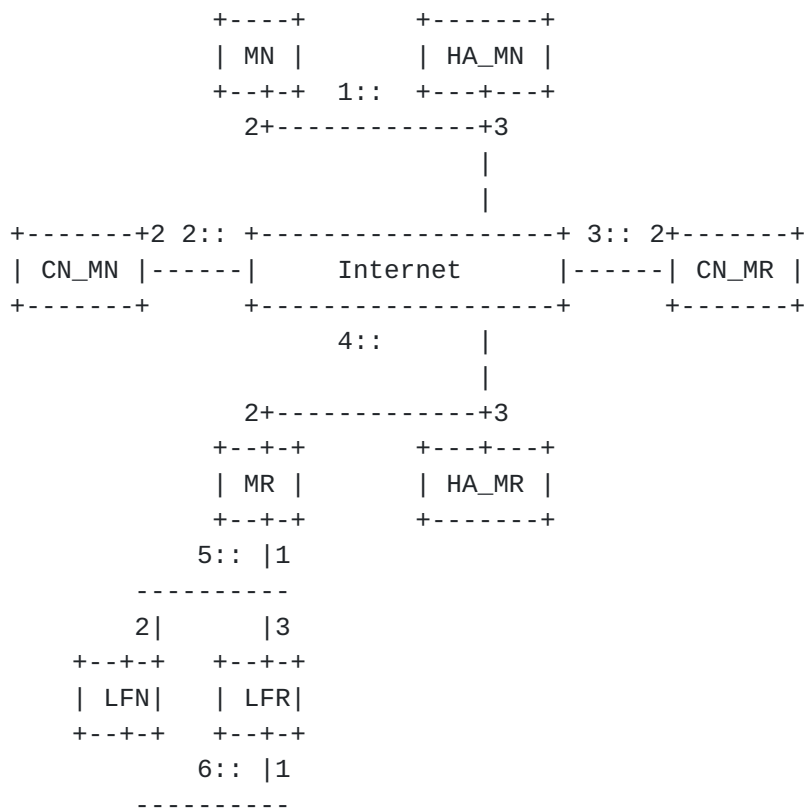 +----+       +-------+
| MN |       | HA_MN |
+--+-+  1::  +---+---+
2+-------------+3
|
|
+-------+2 2:: +-------------------+ 3:: 2+-------+
| CN_MN |------|     Internet      |------| CN_MR |
+-------+      +-------------------+      +-------+
4::      |
|
2+-------------+3
+--+-+       +---+---+
| MR |       | HA_MR |
+--+-+       +-------+
5:: |1
----------
2|      |3
+--+-+   +--+-+
| LFN|   | LFR|
+--+-+   +--+-+
6:: |1
----------